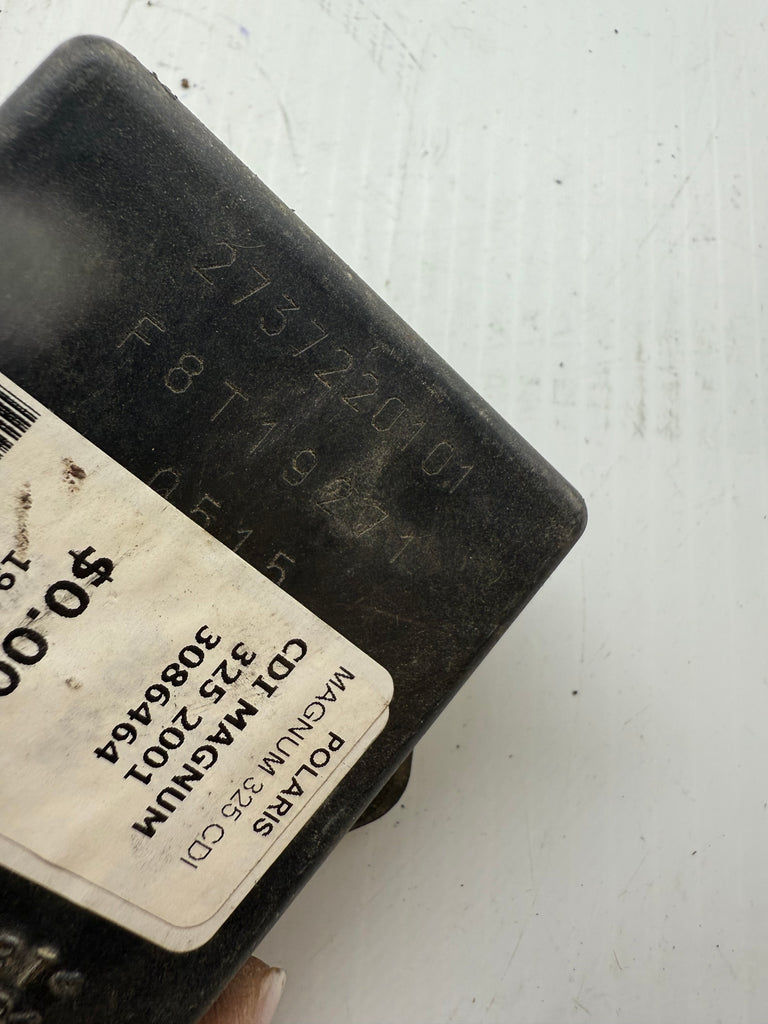 2737220101
F8T19271
0515
POLARIS
MAGNUM 325 CDI
CDI MAGNUM
325 2001
3086464
$0.00